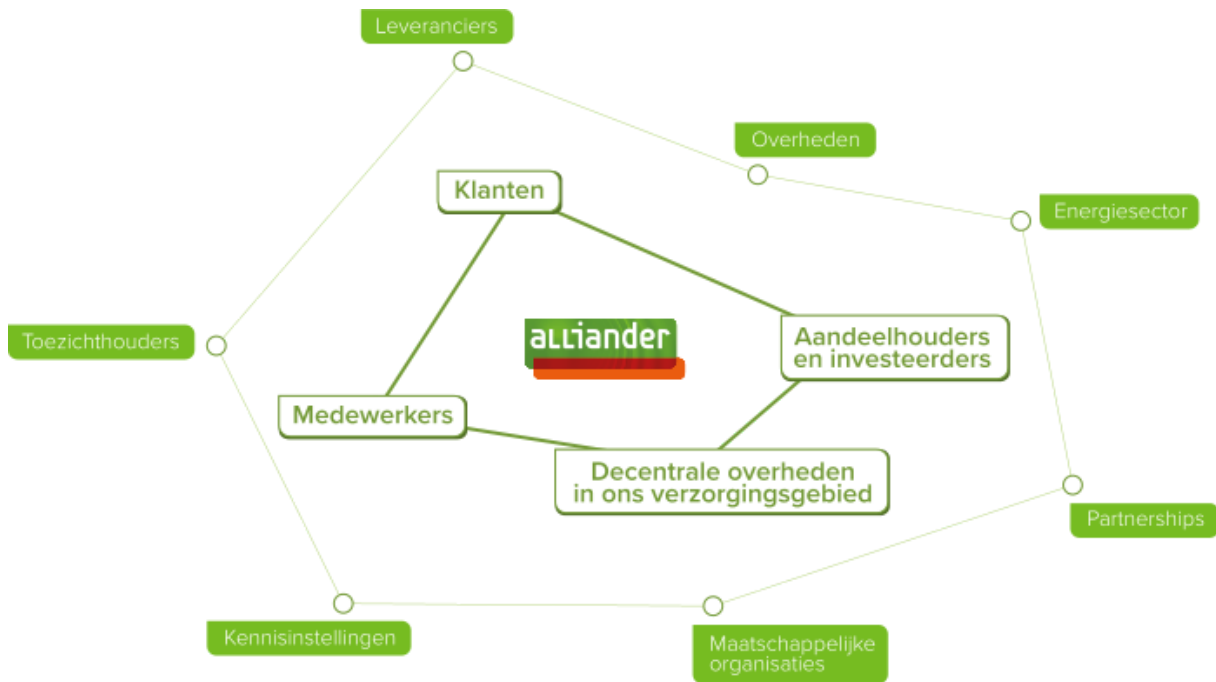 Leveranciers
Overheden
Klanten
Energiesector
alliander
Aandeelhouders
en investeerders
Toezichthouders
Medewerkers
Decentrale overheden
in ons verzorgingsgebied
Partnerships
Kennisinstellingen
Maatschappelijke
organisaties